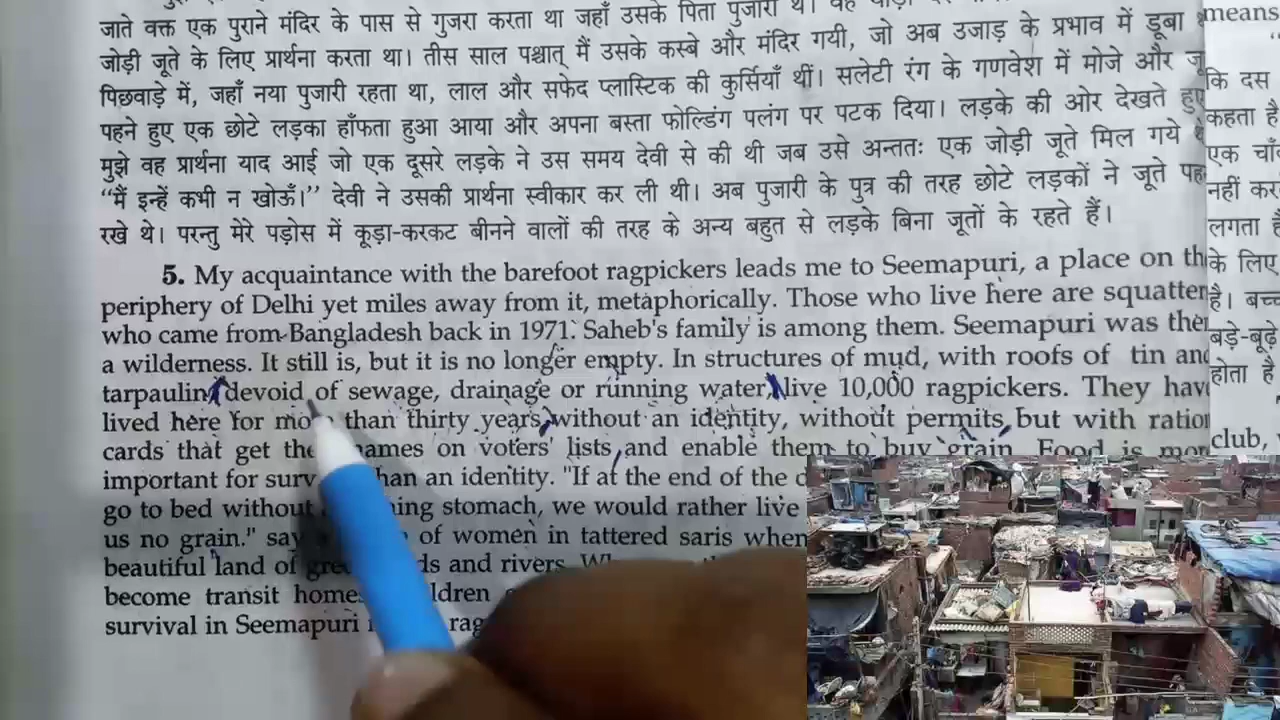 जाते वक्त एक पुराने मंदिर के पास से गुजरा करता था जहाँ उसके पिता पुजारी थे। वह
जोड़ी जूते के लिए प्रार्थना करता था। तीस साल पश्चात् मैं उसके कस्बे और मंदिर गयी, जो अब उजाड़ के प्रभाव में डूबा
पिछवाड़े में, जहाँ नया पुजारी रहता था, लाल और सफेद प्लास्टिक की कुर्सियाँ थीं। सलेटी रंग के गणवेश में मोजे और जू
पहने हुए एक छोटे लड़का हाँफता हुआ आया और अपना बस्ता फोल्डिंग पलंग पर पटक दिया। लड़के की ओर देखते हुए
मुझे वह प्रार्थना याद आई जो एक दूसरे लड़के ने उस समय देवी से की थी जब उसे अन्ततः एक जोड़ी जूते मिल गये थे
“मैं इन्हें कभी न खोऊँ।” देवी ने उसकी प्रार्थना स्वीकार कर ली थी। अब पुजारी के पुत्र की तरह छोटे लड़कों ने जूते पह
रखे थे। परन्तु मेरे पड़ोस में कूड़ा-करकट बीनने वालों की तरह के अन्य बहुत से लड़के बिना जूतों के रहते हैं।
5. My acquaintance with the barefoot ragpickers leads me to Seemapuri, a place on th
periphery of Delhi yet miles away from it, metaphorically. Those who live here are squatter
who came from Bangladesh back in 1971. Saheb's family is among them. Seemapuri was then
a wilderness. It still is, but it is no longer empty. In structures of mud, with roofs of tin and
tarpaulin, devoid of sewage, drainage or running water, live 10,000 ragpickers. They have
lived here for mo than thirty years, without an identity, without permits, but with ration
cards that get the ames on voters' lists, and enable them to buy grain. Food is mor
important for surv han an identity. "If at the end of the d
go to bed without ing stomach, we would rather live
us no grain." say of women in tattered saris when
beautiful land of gre ds and rivers. Wh
become transit homes ldren
survival in Seemapuri rag
means
कि दस
कहता है
एक चाँ
नहीं कर
लगता है
के लिए
है। बच्
बड़े-बूढ़े
होता है
club,